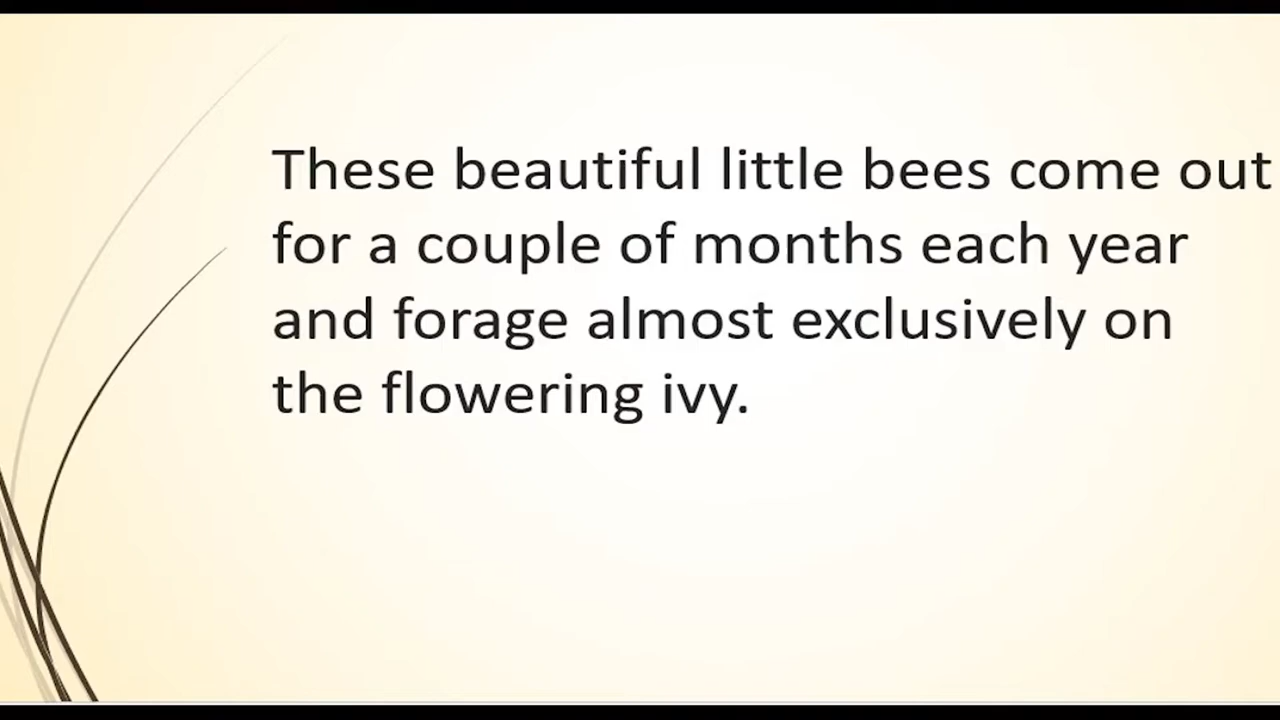 These beautiful little bees come out
for a couple of months each year
and forage almost exclusively on
the flowering ivy.